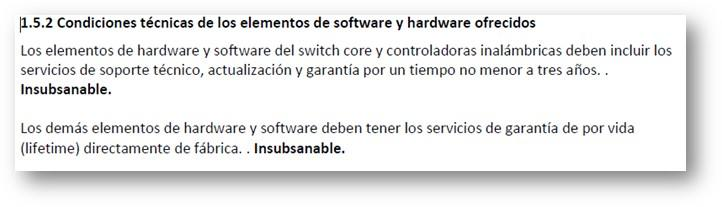 1.5.2 Condiciones técnicas de los elementos de software y hardware ofrecidos
Los elementos de hardware y software del switch core y controladoras inalámbricas deben incluir los
servicios de soporte técnico, actualización y garantía por un tiempo no menor a tres años. .
Insubsanable.
Los demás elementos de hardware y software deben tener los servicios de garantía de por vida
(lifetime) directamente de fábrica. . Insubsanable.